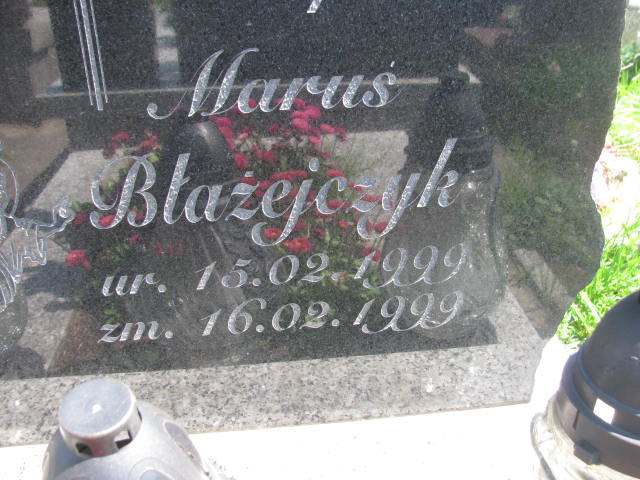 Maruś
Błażejczyk
ur. 15.02.1999
zm. 16.02.1999